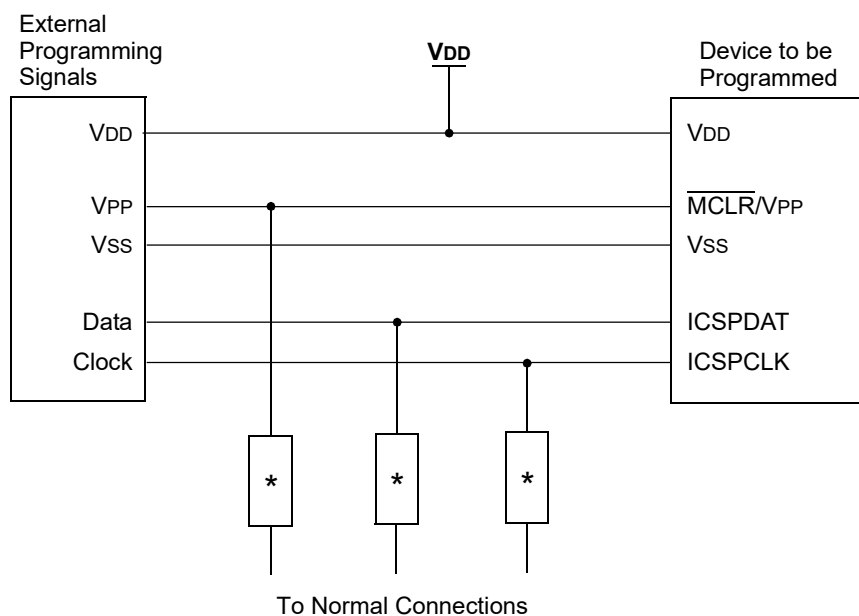 External
Programming
Signals
VDD
Device to be
Programmed
VDD
VDD
VPP
MCLR/VPP
VSS
VSS
Data
ICSPDAT
Clock
ICSPCLK
*
*
*
To Normal Connections